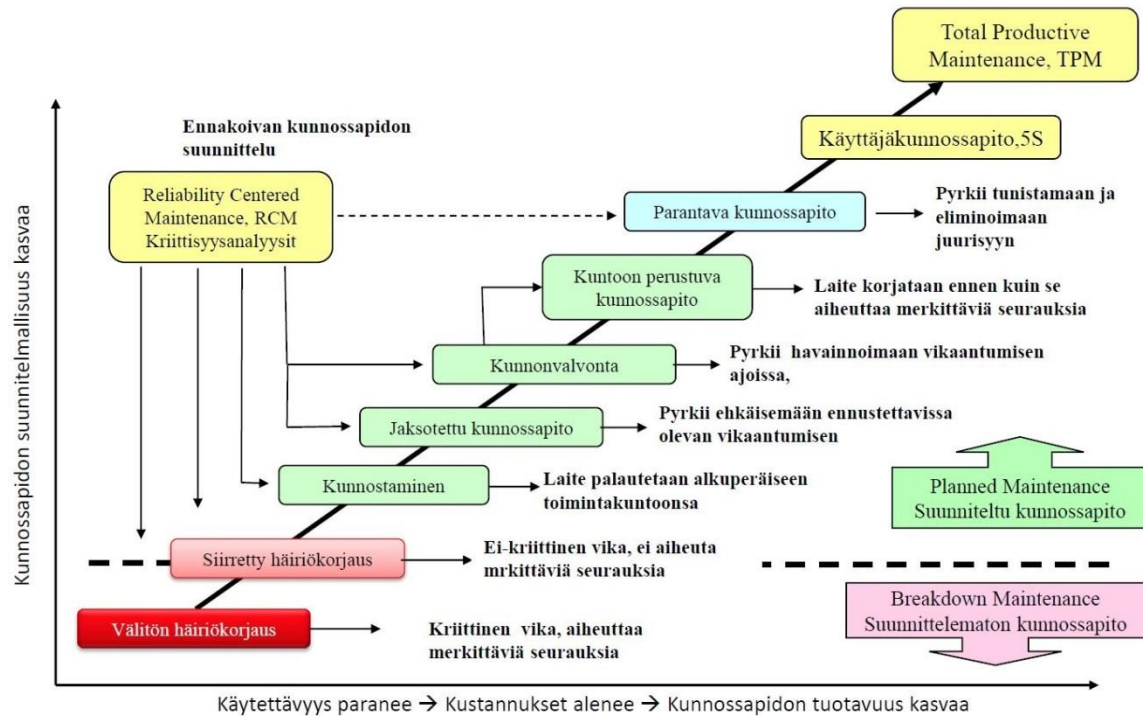 Total Productive
Maintenance, TPM
Ennakoivan kunnossapidon
suunnittelu
Käyttäjäkunnossapito,5S
Reliability Centered
Maintenance, RCM
Kriittisyysanalyysit
Parantava kunnossapito
Pyrkii tunistamaan ja
eliminoimaan
juurisyyn
Kuntoon perustuva
kunnossapito
Laite korjataan ennen kuin se
aiheuttaa merkittäviä seurauksia
Kunnonvalvonta
Pyrkii havainnoimaan vikaantumisen
ajoissa,
Jaksotettu kunnossapito
Pyrkii ehkäisemään ennustettavissa
olevan vikaantumisen
Kunnostaminen
Laite palautetaan alkuperäiseen
toimintakuntoonsa
Planned Maintenance
Suunniteltu kunnossapito
Siirretty häiriökorjaus
Ei-kriittinen vika, ei aiheuta
mrkittäviä seurauksia
Breakdown Maintenance
Suunnittelematon kunnossapito
Välitön häiriökorjaus
Kriittinen vika, aiheuttaa
merkittäviä seurauksia
Kunnossapidon suunnitelmallisuus kasvaa
Käytettävyys paranee → Kustannukset alenee → Kunnossapidon tuotavuus kasvaa